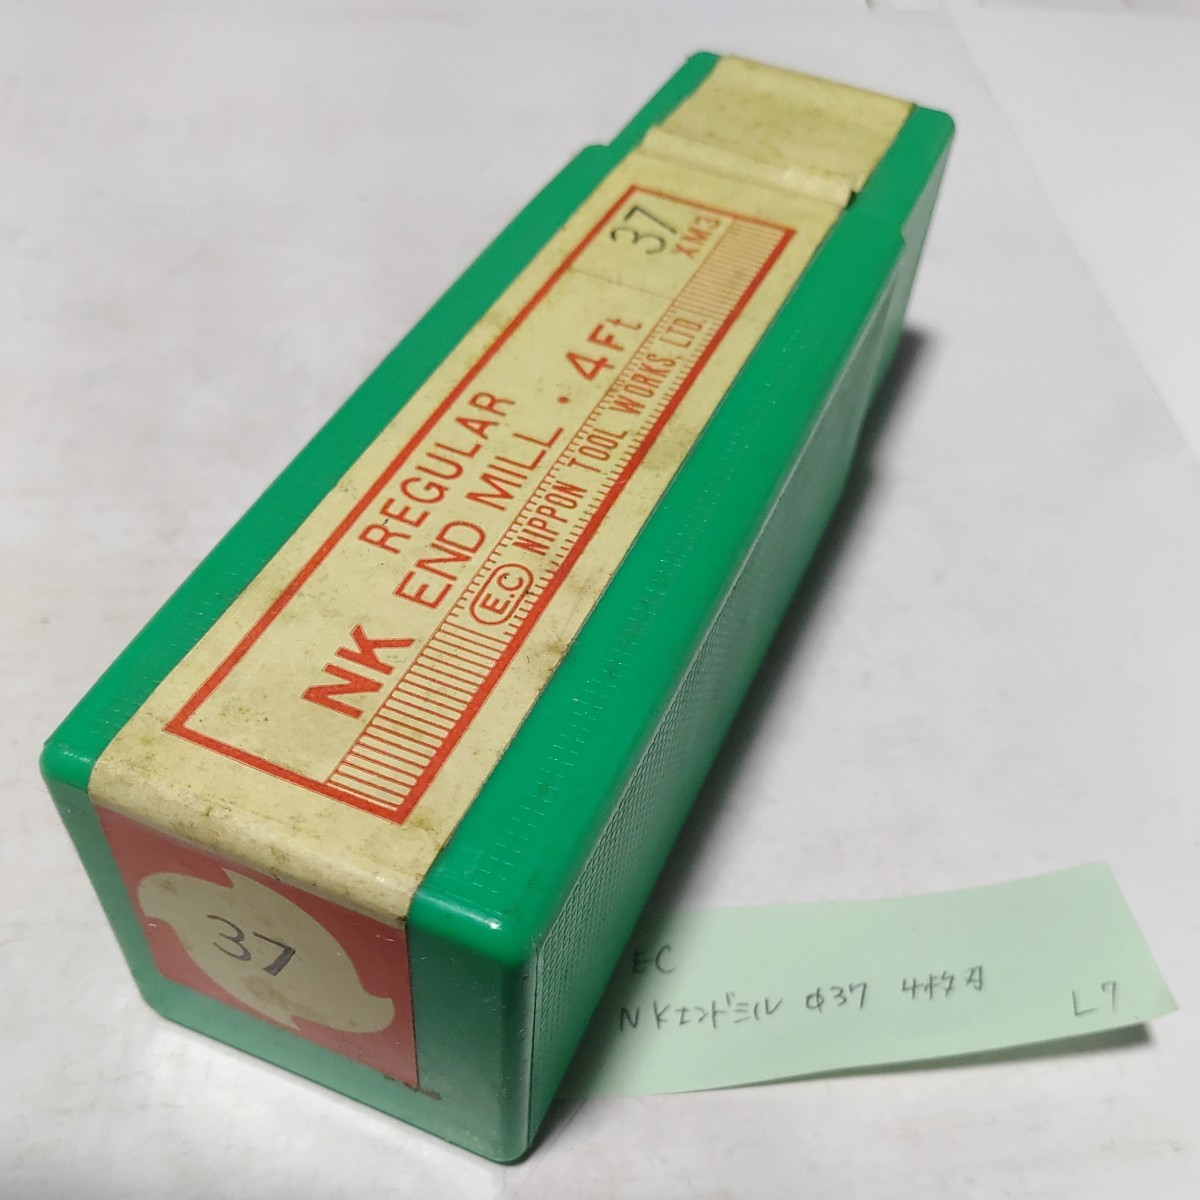 37
XM3
REGULAR
NK END MILL . 4Ft
E.C NIPPON TOOL WORKS, LTD.
37
EC
NKエンドミル Φ37 4枚刃
L7